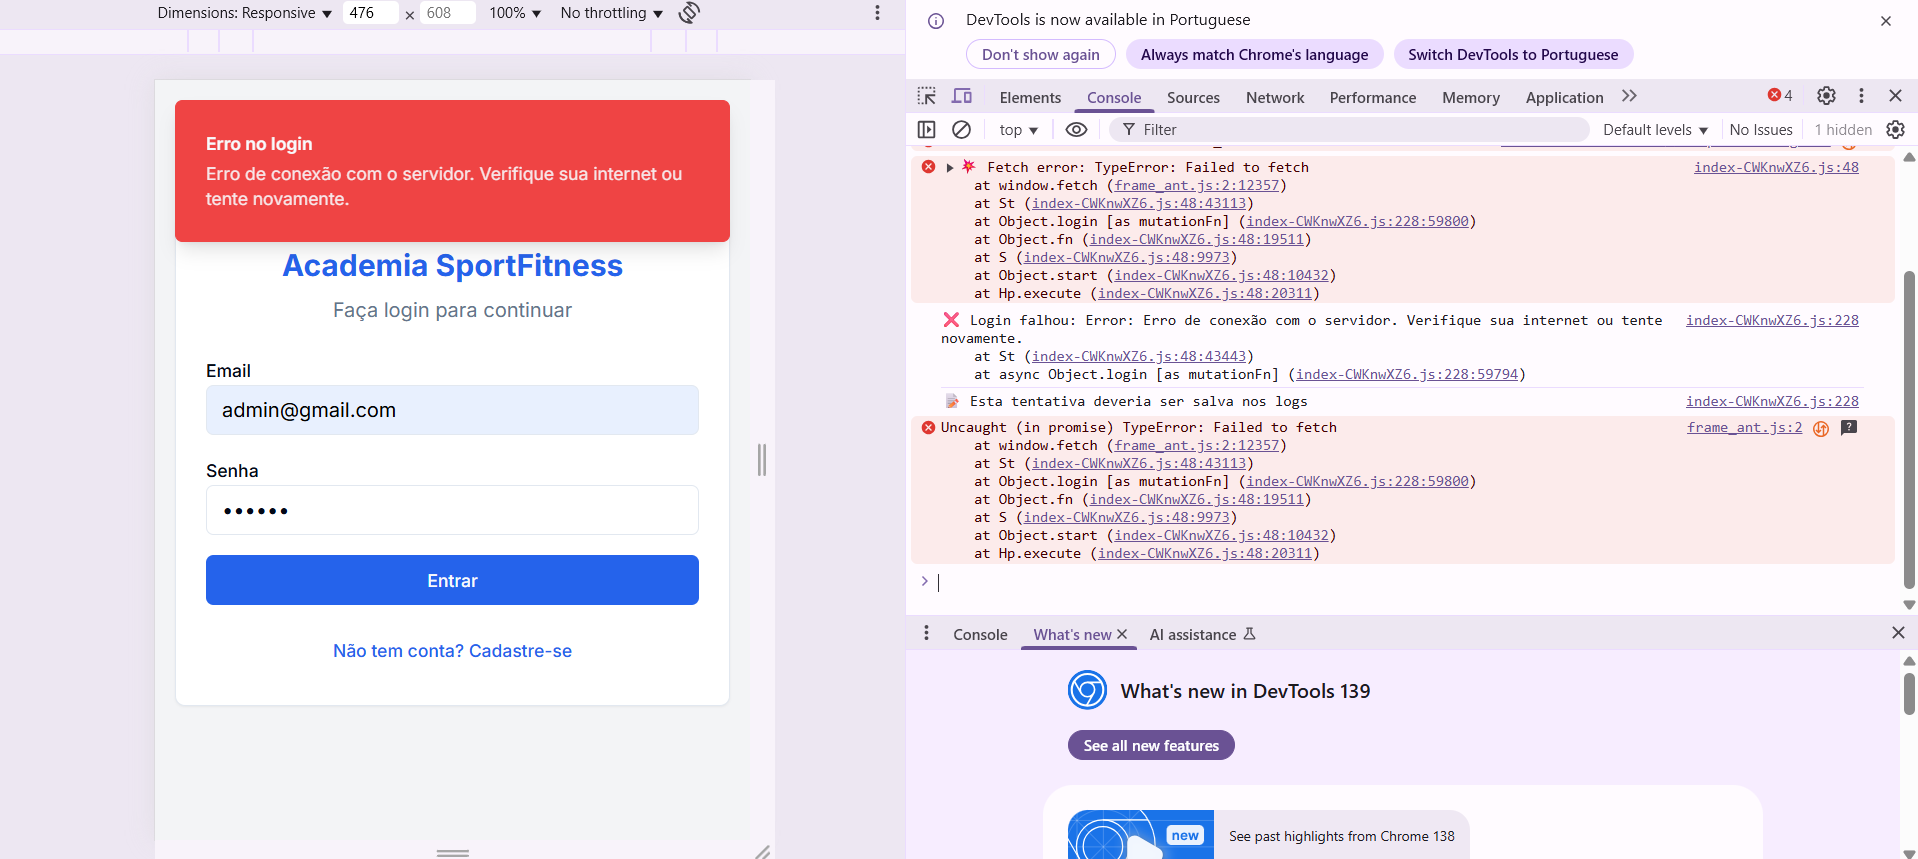 Dimensions: Responsive 476 × 608 100% No throttling
Erro no login
Erro de conexão com o servidor. Verifique sua internet ou
tente novamente.
Academia SportFitness
Faça login para continuar
Email
admin@gmail.com
Senha
••••••
Entrar
Não tem conta? Cadastre-se
DevTools is now available in Portuguese
Don't show again Always match Chrome's language Switch DevTools to Portuguese
Elements Console Sources Network Performance Memory Application 4
top Filter Default levels No Issues 1 hidden
Fetch error: TypeError: Failed to fetch index-CWKnwXZ6.js:48
at window.fetch (frame_ant.js:2:12357)
at St (index-CWKnwXZ6.js:48:43113)
at Object.login [as mutationFn] (index-CWKnwXZ6.js:228:59800)
at Object.fn (index-CWKnwXZ6.js:48:19511)
at S (index-CWKnwXZ6.js:48:9973)
at Object.start (index-CWKnwXZ6.js:48:10432)
at Hp.execute (index-CWKnwXZ6.js:48:20311)
Login falhou: Error: Erro de conexão com o servidor. Verifique sua internet ou tente index-CWKnwXZ6.js:228
novamente.
at St (index-CWKnwXZ6.js:48:43443)
at async Object.login [as mutationFn] (index-CWKnwXZ6.js:228:59794)
Esta tentativa deveria ser salva nos logs index-CWKnwXZ6.js:228
Uncaught (in promise) TypeError: Failed to fetch frame_ant.js:2
at window.fetch (frame_ant.js:2:12357)
at St (index-CWKnwXZ6.js:48:43113)
at Object.login [as mutationFn] (index-CWKnwXZ6.js:228:59800)
at Object.fn (index-CWKnwXZ6.js:48:19511)
at S (index-CWKnwXZ6.js:48:9973)
at Object.start (index-CWKnwXZ6.js:48:10432)
at Hp.execute (index-CWKnwXZ6.js:48:20311)
Console What's new AI assistance
What's new in DevTools 139
See all new features
new
See past highlights from Chrome 138